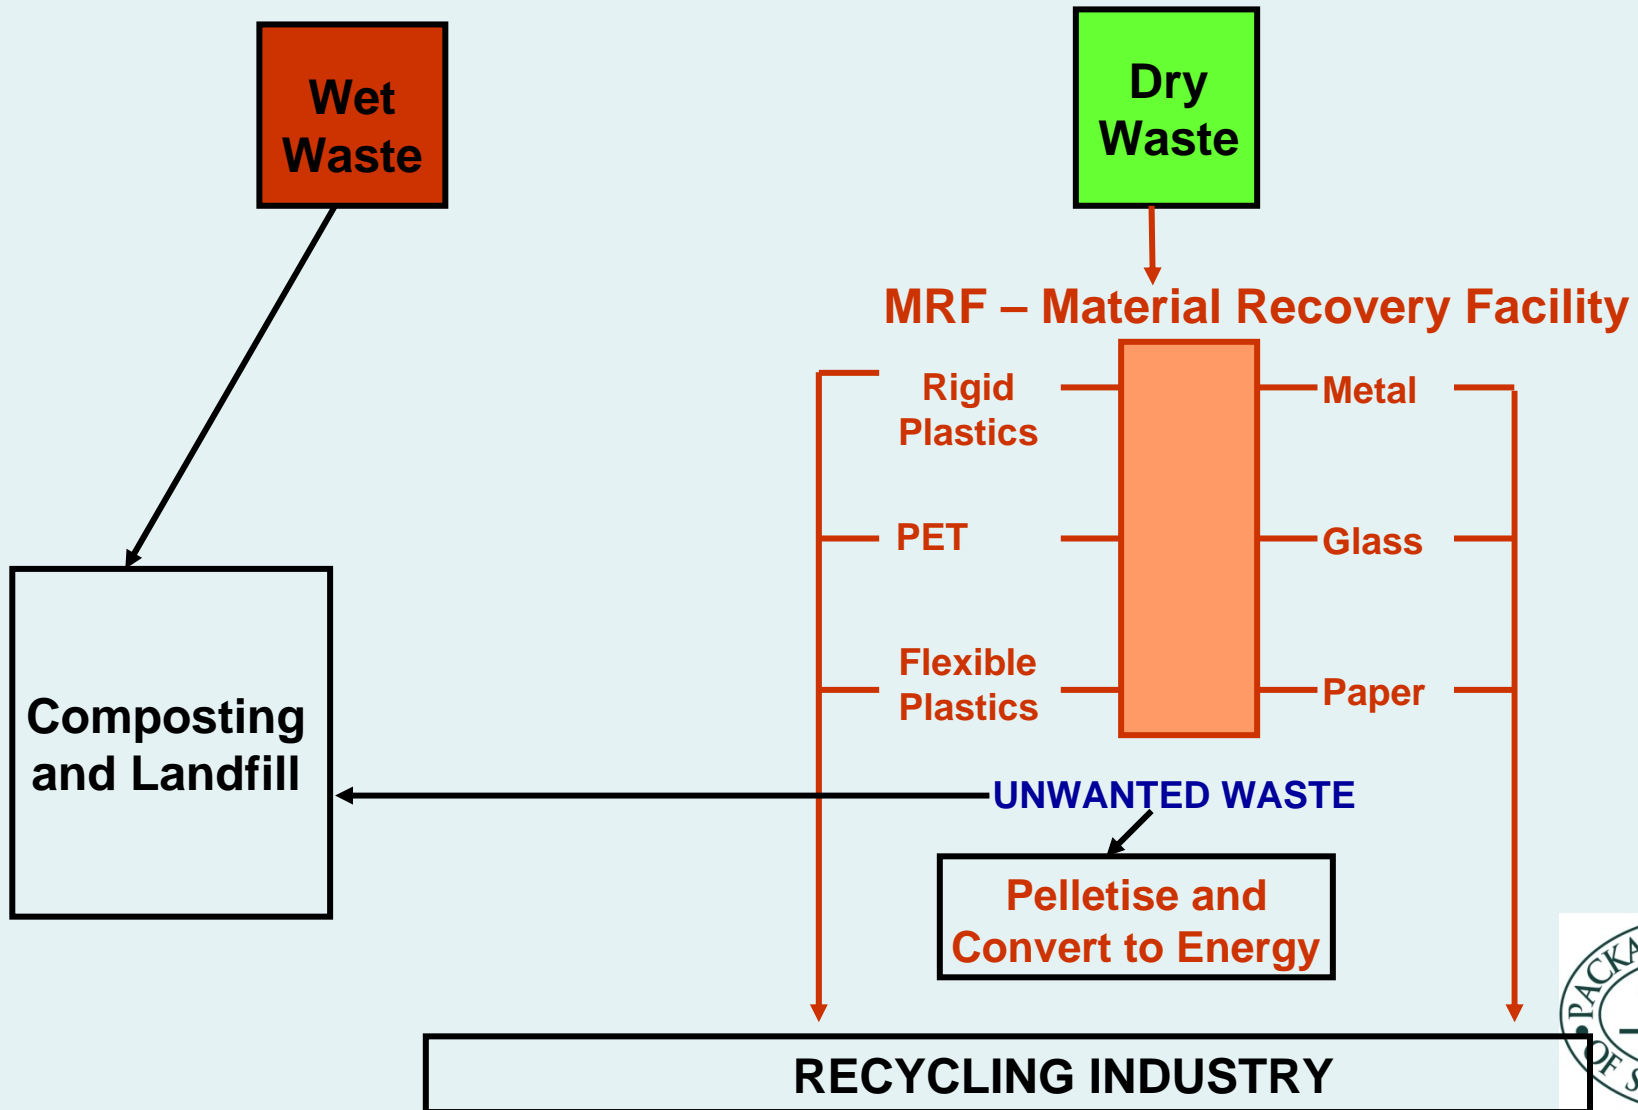 Wet
Waste
Dry
Waste
MRF – Material Recovery Facility
Rigid
Plastics
Metal
PET
Glass
Flexible
Plastics
Paper
Composting
and Landfill
UNWANTED WASTE
Pelletise and
Convert to Energy
RECYCLING INDUSTRY
OF